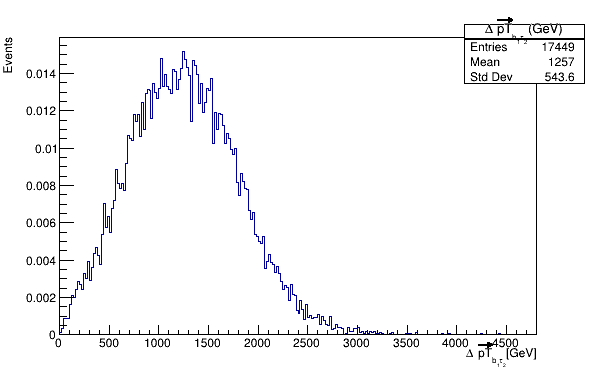 Δ pT b₁τ₂ (GeV)
Entries 17449
Mean 1257
Std Dev 543.6
Events
0.014
0.012
0.01
0.008
0.006
0.004
0.002
0
0 500 1000 1500 2000 2500 3000 3500 4000 4500
Δ pT b₁τ₂ [GeV]